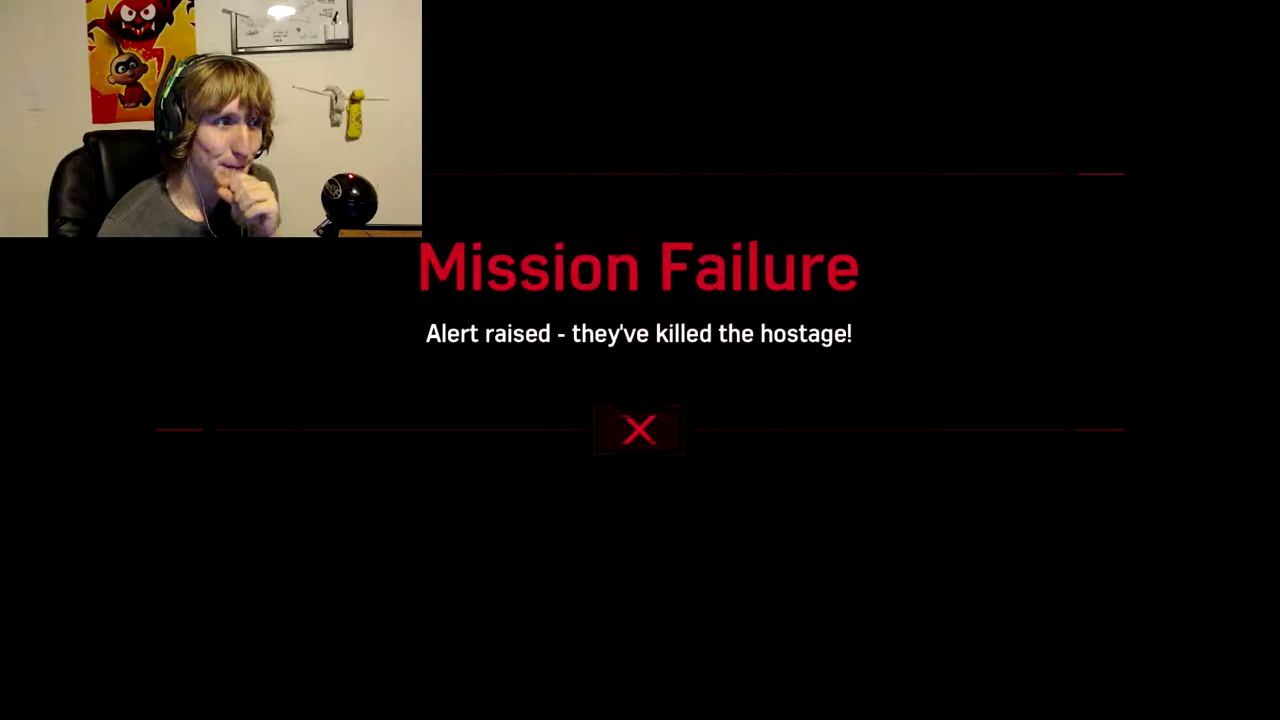 Mission Failure
Alert raised - they've killed the hostage!
X